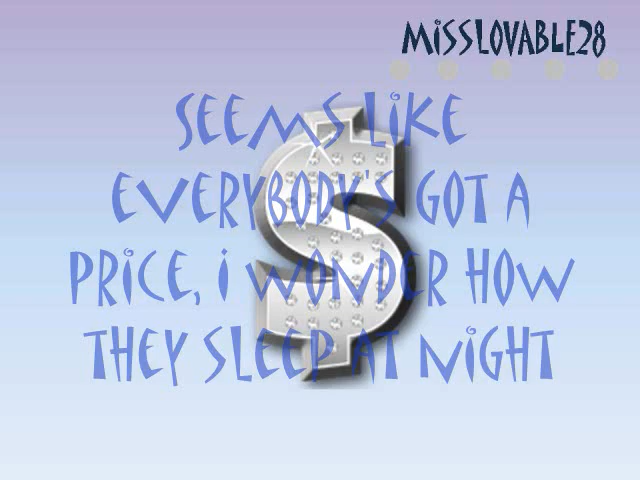 MISSLOVABLE28
SEEMS LIKE
EVERYBODY'S GOT A
PRICE, I WONDER HOW
THEY SLEEP AT NIGHT